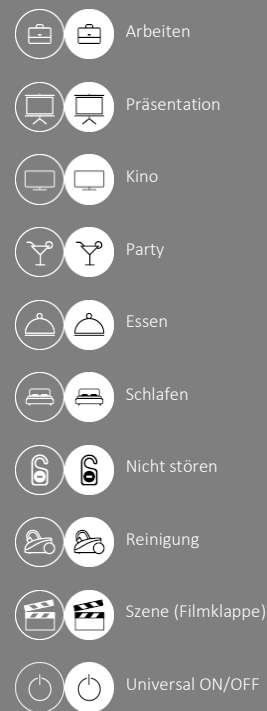 Arbeiten
Präsentation
Kino
Party
Essen
Schlafen
Nicht stören
Reinigung
Szene (Filmklappe)
Universal ON/OFF